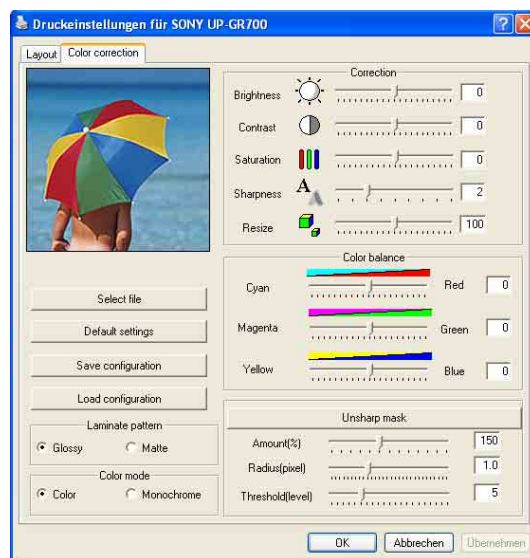 Druckeinstellungen für SONY UP-GR700
Layout
Color correction
Correction
Brightness 0
Contrast 0
Saturation 0
Sharpness A A 2
Resize 100
Color balance
Cyan Red 0
Magenta Green 0
Yellow Blue 0
Select file
Default settings
Save configuration
Load configuration
Laminate pattern
Glossy Matte
Color mode
Color Monochrome
Unsharp mask
Amount(%) 150
Radius(pixel) 1.0
Threshold(level) 5
OK Abbrechen Übernehmen